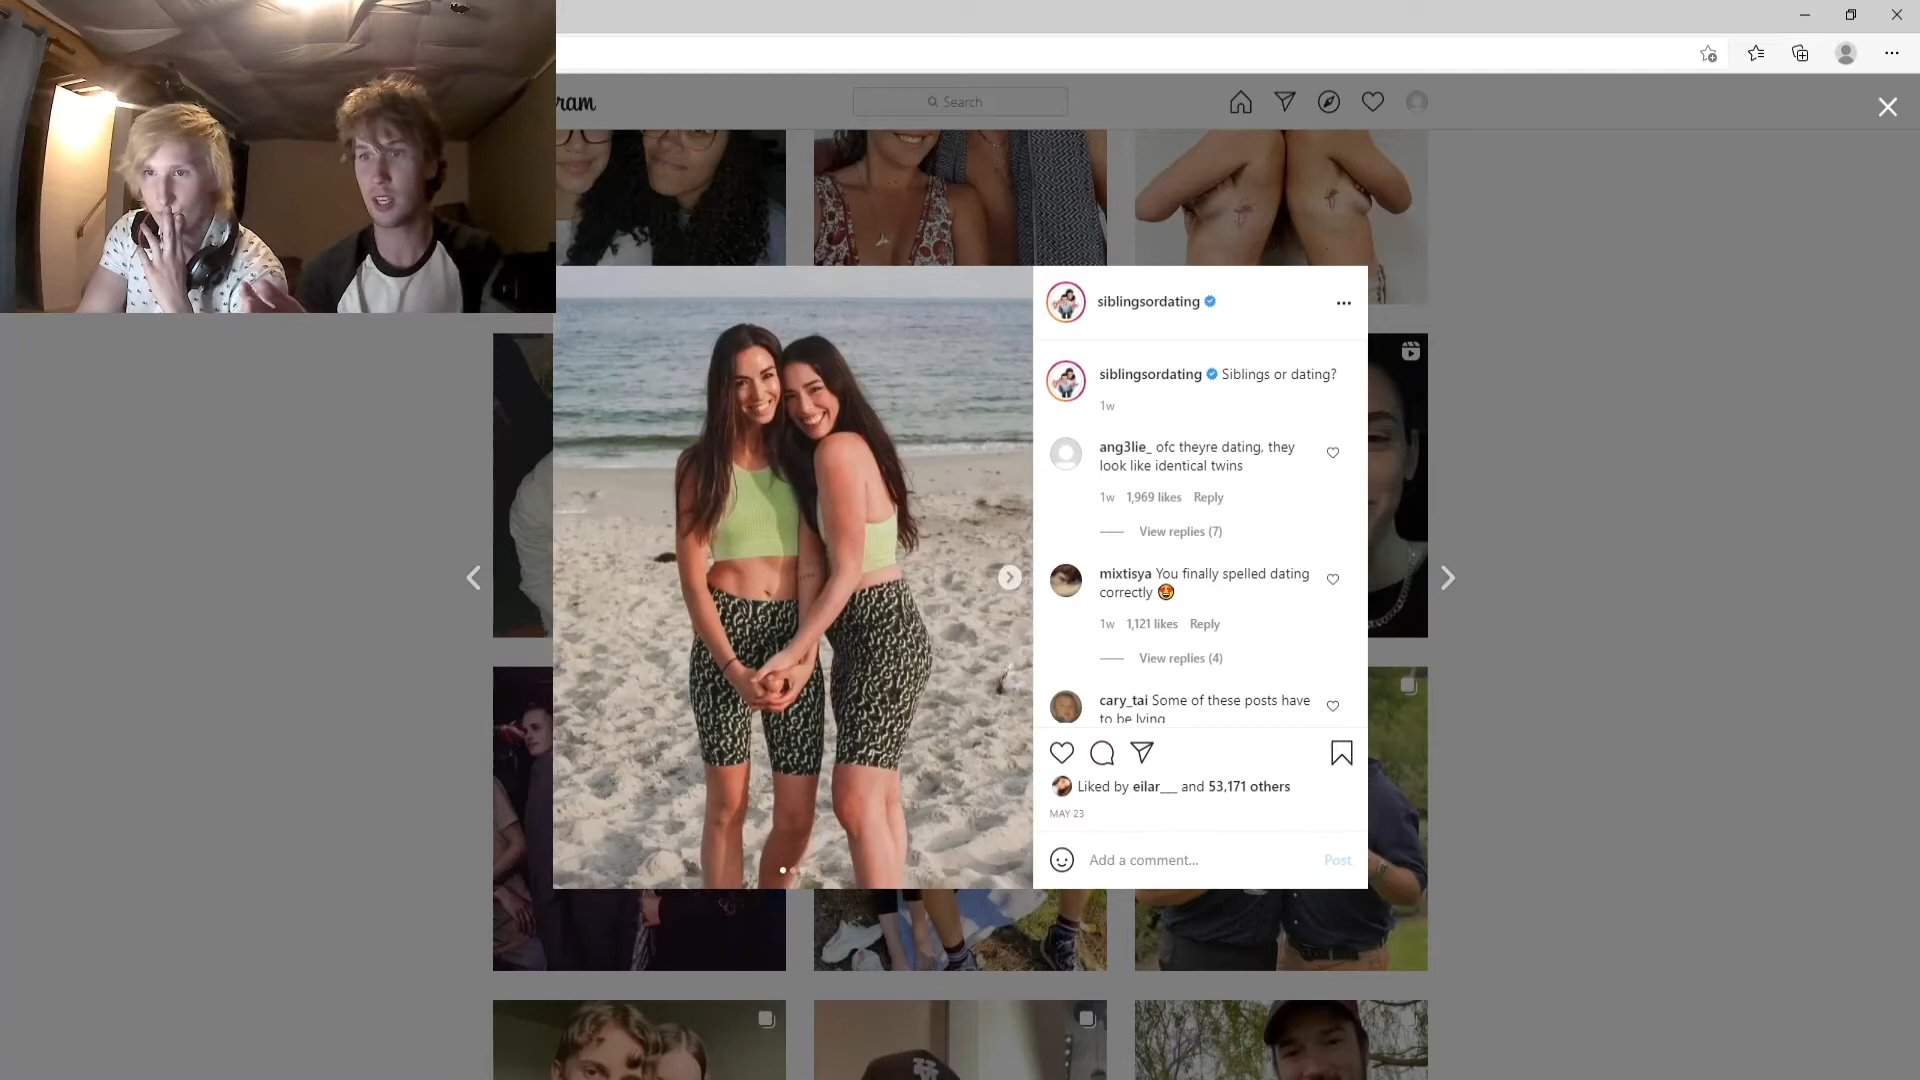 ram
Search
siblingsordating
siblingsordating Siblings or dating?
1w
ang3lie_ ofc theyre dating, they
look like identical twins
1w 1,969 likes Reply
View replies (7)
mixtisya You finally spelled dating
correctly 🤩
1w 1,121 likes Reply
View replies (4)
cary_tai Some of these posts have
to be lying
Liked by eilar___ and 53,171 others
MAY 23
Add a comment...
Post